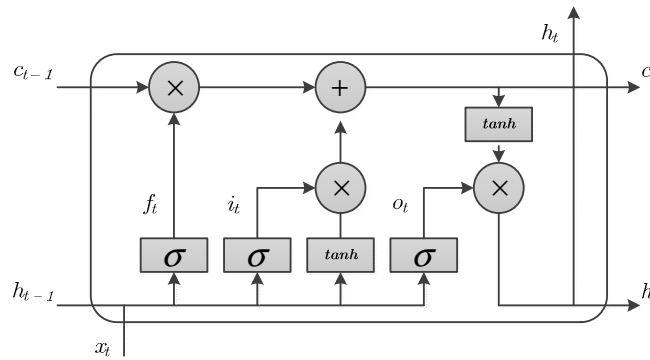 h_t
c_{t-1}
×
+
c
tanh
×
×
f_t
i_t
o_t
σ
σ
tanh
σ
h_{t-1}
h
x_t